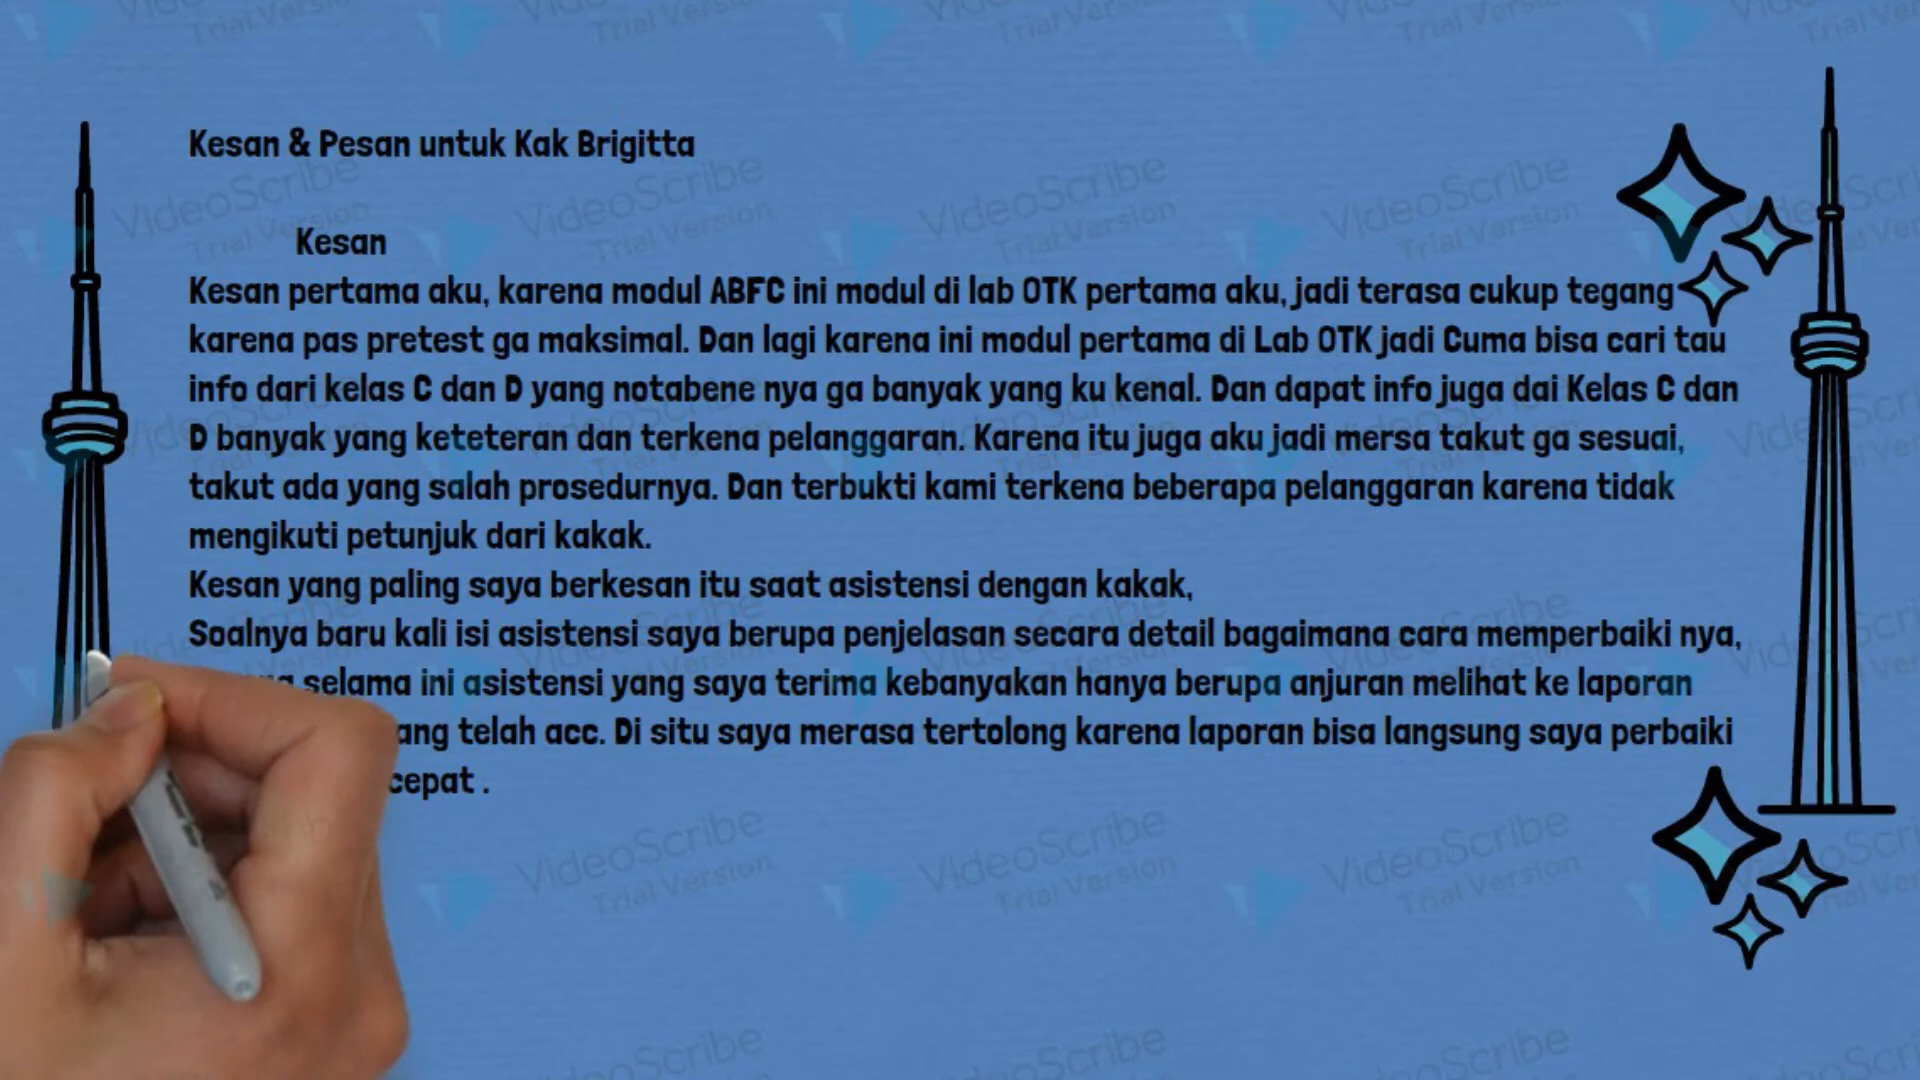 Kesan & Pesan untuk Kak Brigitta
Kesan
Kesan pertama aku, karena modul ABFC ini modul di lab OTK pertama aku, jadi terasa cukup tegang
karena pas pretest ga maksimal. Dan lagi karena ini modul pertama di Lab OTK jadi Cuma bisa cari tau
info dari kelas C dan D yang notabene nya ga banyak yang ku kenal. Dan dapat info juga dai Kelas C dan
D banyak yang keteteran dan terkena pelanggaran. Karena itu juga aku jadi mersa takut ga sesuai,
takut ada yang salah prosedurnya. Dan terbukti kami terkena beberapa pelanggaran karena tidak
mengikuti petunjuk dari kakak.
Kesan yang paling saya berkesan itu saat asistensi dengan kakak,
Soalnya baru kali isi asistensi saya berupa penjelasan secara detail bagaimana cara memperbaiki nya,
selama ini asistensi yang saya terima kebanyakan hanya berupa anjuran melihat ke laporan
telah acc. Di situ saya merasa tertolong karena laporan bisa langsung saya perbaiki
cepat .
VideoScribe
Trial Version